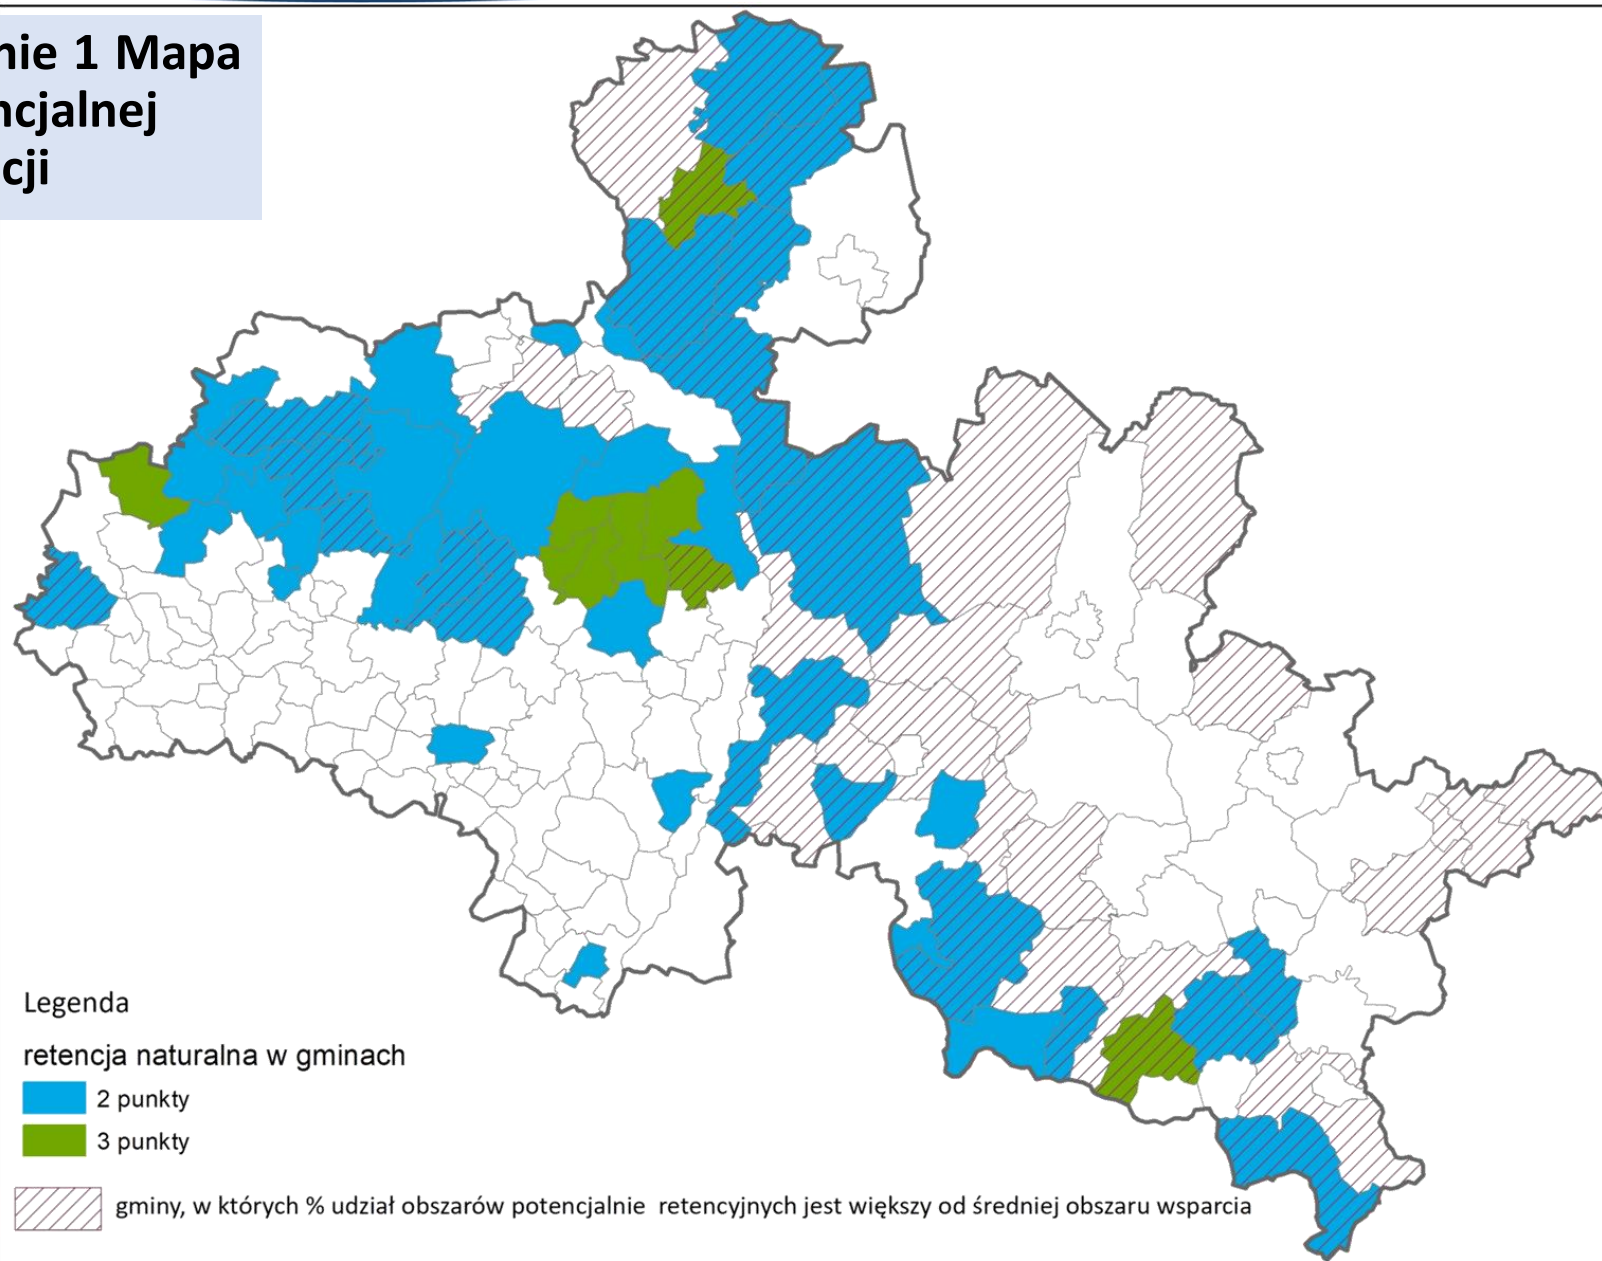 nie 1 Mapa
ncjalnej
cji
Legenda
retencja naturalna w gminach
2 punkty
3 punkty
gminy, w których % udział obszarów potencjalnie retencyjnych jest większy od średniej obszaru wsparcia